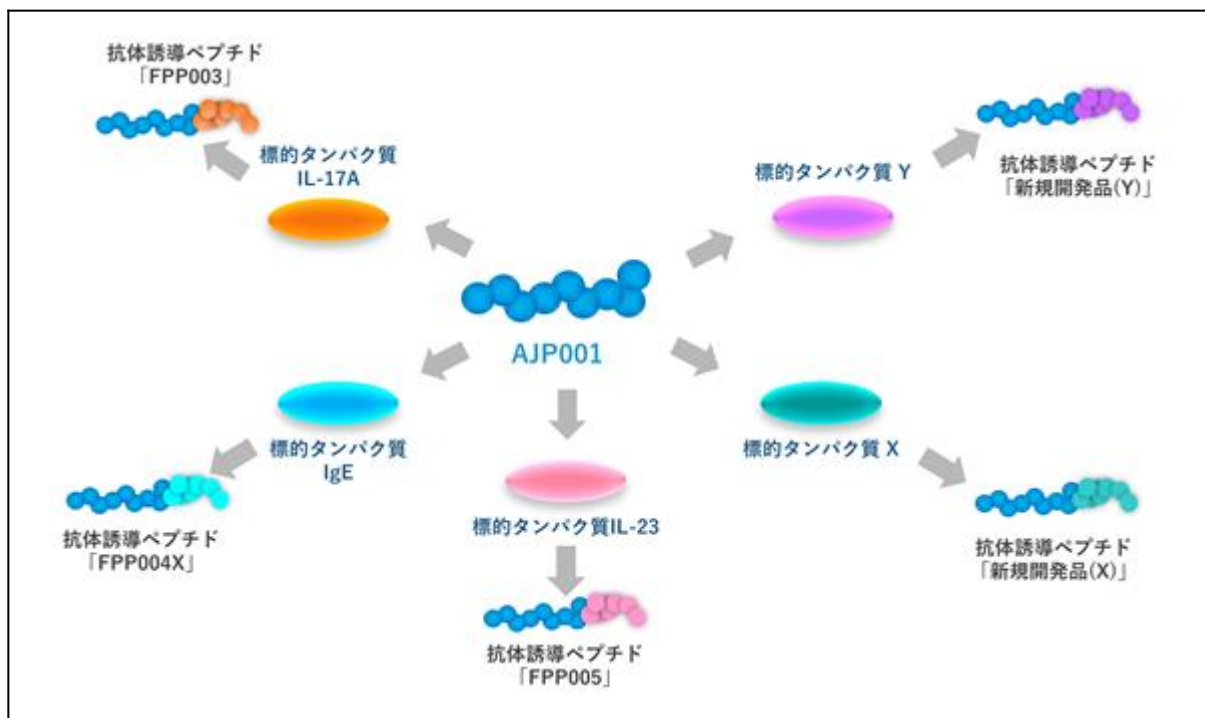 抗体誘導ペプチド
「FPP003」
標的タンパク質
IL-17A
標的タンパク質 Y
抗体誘導ペプチド
「新規開発品(Y)」
AJP001
標的タンパク質
IgE
標的タンパク質 X
抗体誘導ペプチド
「FPP004X」
標的タンパク質IL-23
抗体誘導ペプチド
「新規開発品(X)」
抗体誘導ペプチド
「FPP005」